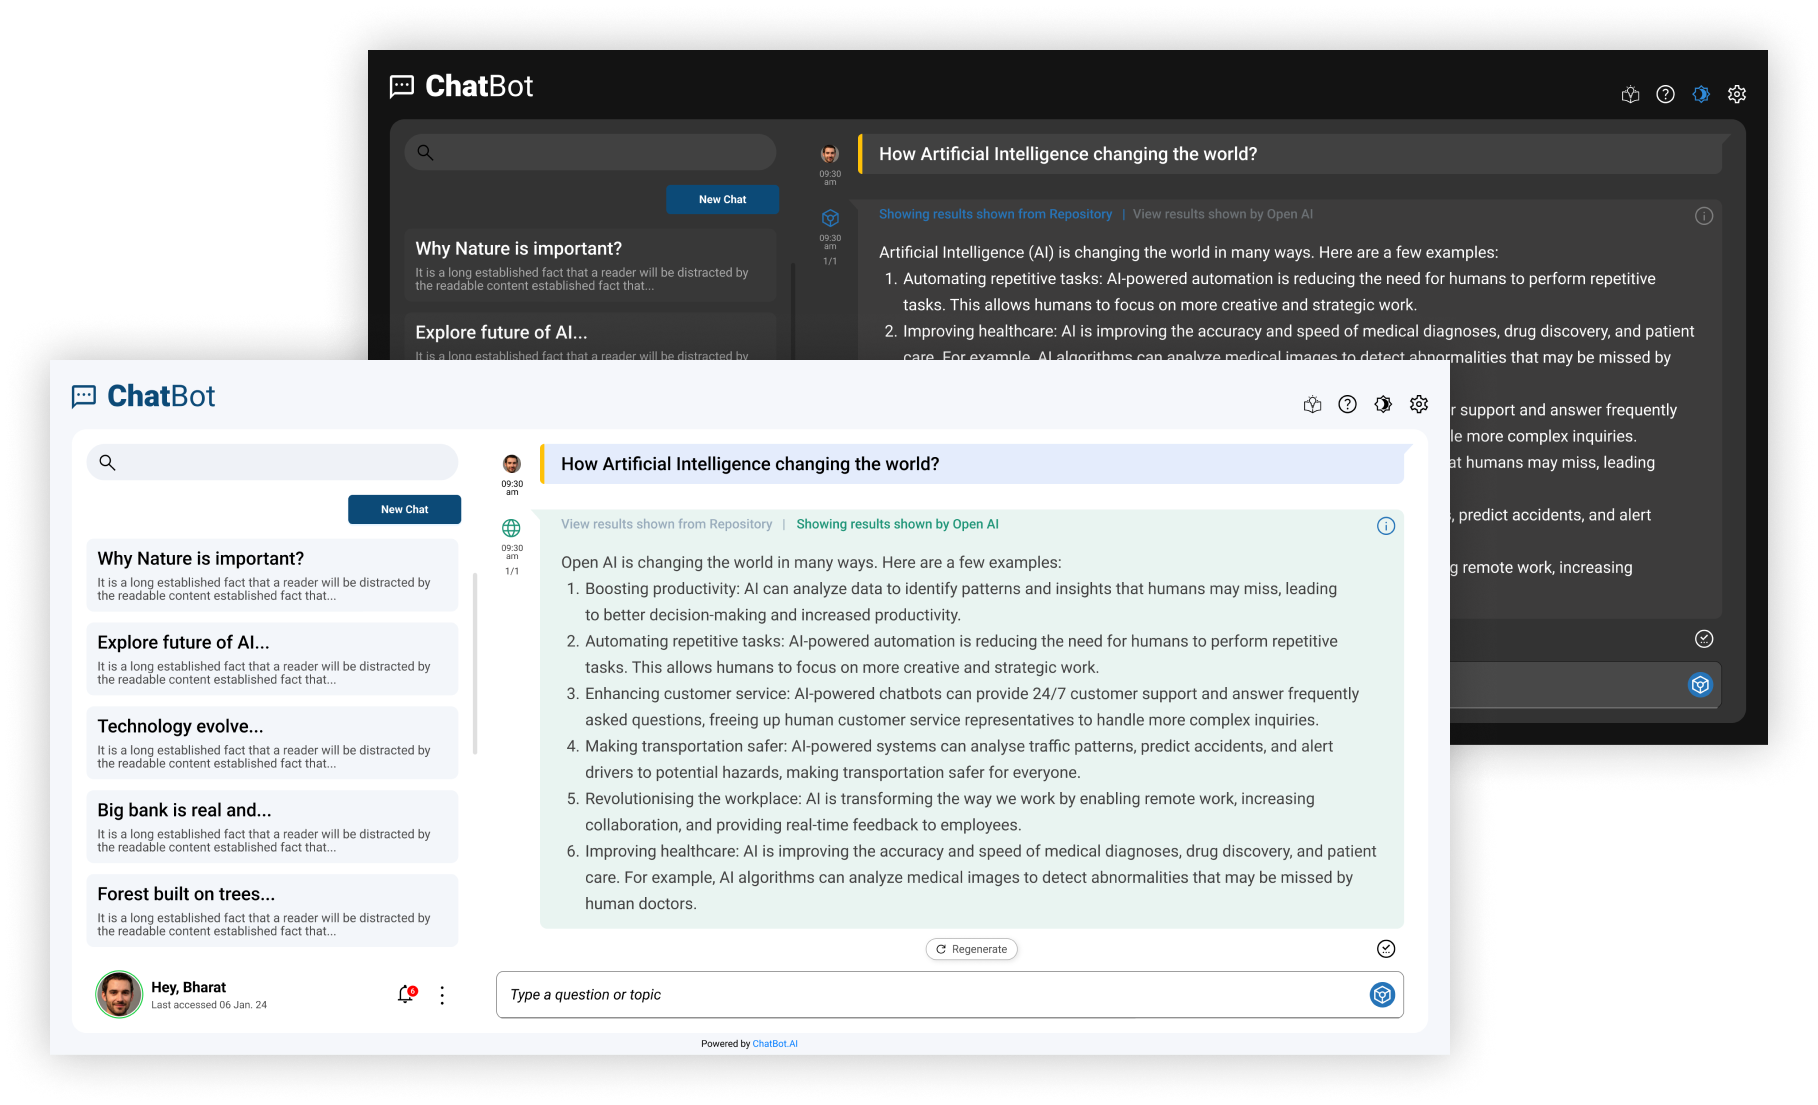 ChatBot
How Artificial Intelligence changing the world?
09:30
am
New Chat
Showing results shown from Repository | View results shown by Open AI
09:30
am
1/1
Why Nature is important?
It is a long established fact that a reader will be distracted by
the readable content established fact that...
Explore future of AI...
It is a long established fact that a reader will be distracted by
Artificial Intelligence (AI) is changing the world in many ways. Here are a few examples:
1. Automating repetitive tasks: AI-powered automation is reducing the need for humans to perform repetitive
tasks. This allows humans to focus on more creative and strategic work.
2. Improving healthcare: AI is improving the accuracy and speed of medical diagnoses, drug discovery, and patient
care. For example, AI algorithms can analyze medical images to detect abnormalities that may be missed by
r support and answer frequently
le more complex inquiries.
at humans may miss, leading
, predict accidents, and alert
g remote work, increasing
ChatBot
New Chat
Why Nature is important?
It is a long established fact that a reader will be distracted by
the readable content established fact that...
Explore future of AI...
It is a long established fact that a reader will be distracted by
the readable content established fact that...
Technology evolve...
It is a long established fact that a reader will be distracted by
the readable content established fact that...
Big bank is real and...
It is a long established fact that a reader will be distracted by
the readable content established fact that...
Forest built on trees...
It is a long established fact that a reader will be distracted by
the readable content established fact that...
Hey, Bharat
Last accessed 06 Jan. 24
6
09:30
am
How Artificial Intelligence changing the world?
09:30
am
1/1
View results shown from Repository | Showing results shown by Open AI
Open AI is changing the world in many ways. Here are a few examples:
1. Boosting productivity: AI can analyze data to identify patterns and insights that humans may miss, leading
to better decision-making and increased productivity.
2. Automating repetitive tasks: AI-powered automation is reducing the need for humans to perform repetitive
tasks. This allows humans to focus on more creative and strategic work.
3. Enhancing customer service: AI-powered chatbots can provide 24/7 customer support and answer frequently
asked questions, freeing up human customer service representatives to handle more complex inquiries.
4. Making transportation safer: AI-powered systems can analyse traffic patterns, predict accidents, and alert
drivers to potential hazards, making transportation safer for everyone.
5. Revolutionising the workplace: AI is transforming the way we work by enabling remote work, increasing
collaboration, and providing real-time feedback to employees.
6. Improving healthcare: AI is improving the accuracy and speed of medical diagnoses, drug discovery, and patient
care. For example, AI algorithms can analyze medical images to detect abnormalities that may be missed by
human doctors.
Regenerate
Type a question or topic
Powered by ChatBot.AI